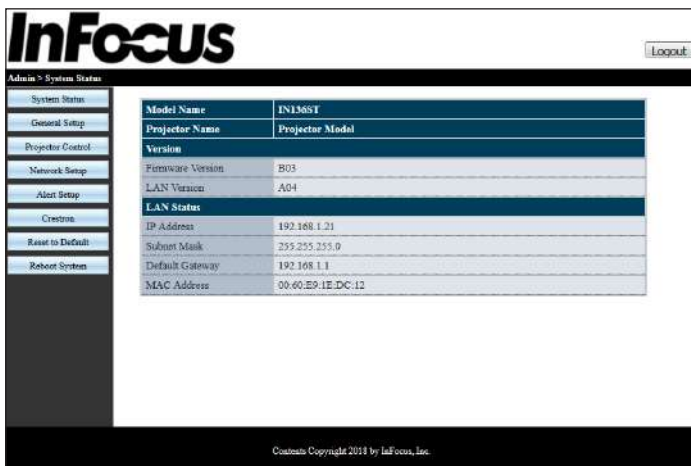 InFocus
Logout
Admin > System Status
System Status
General Setup
Projector Control
Network Setup
Alert Setup
Crestron
Reset to Default
Reboot System
Model Name IN136ST
Projector Name Projector Model
Version
Firmware Version B03
LAN Version A04
LAN Status
IP Address 192.168.1.21
Subnet Mask 255.255.255.0
Default Gateway 192.168.1.1
MAC Address 00:60:E9:1E:DC:12
Contents Copyright 2018 by InFocus, Inc.